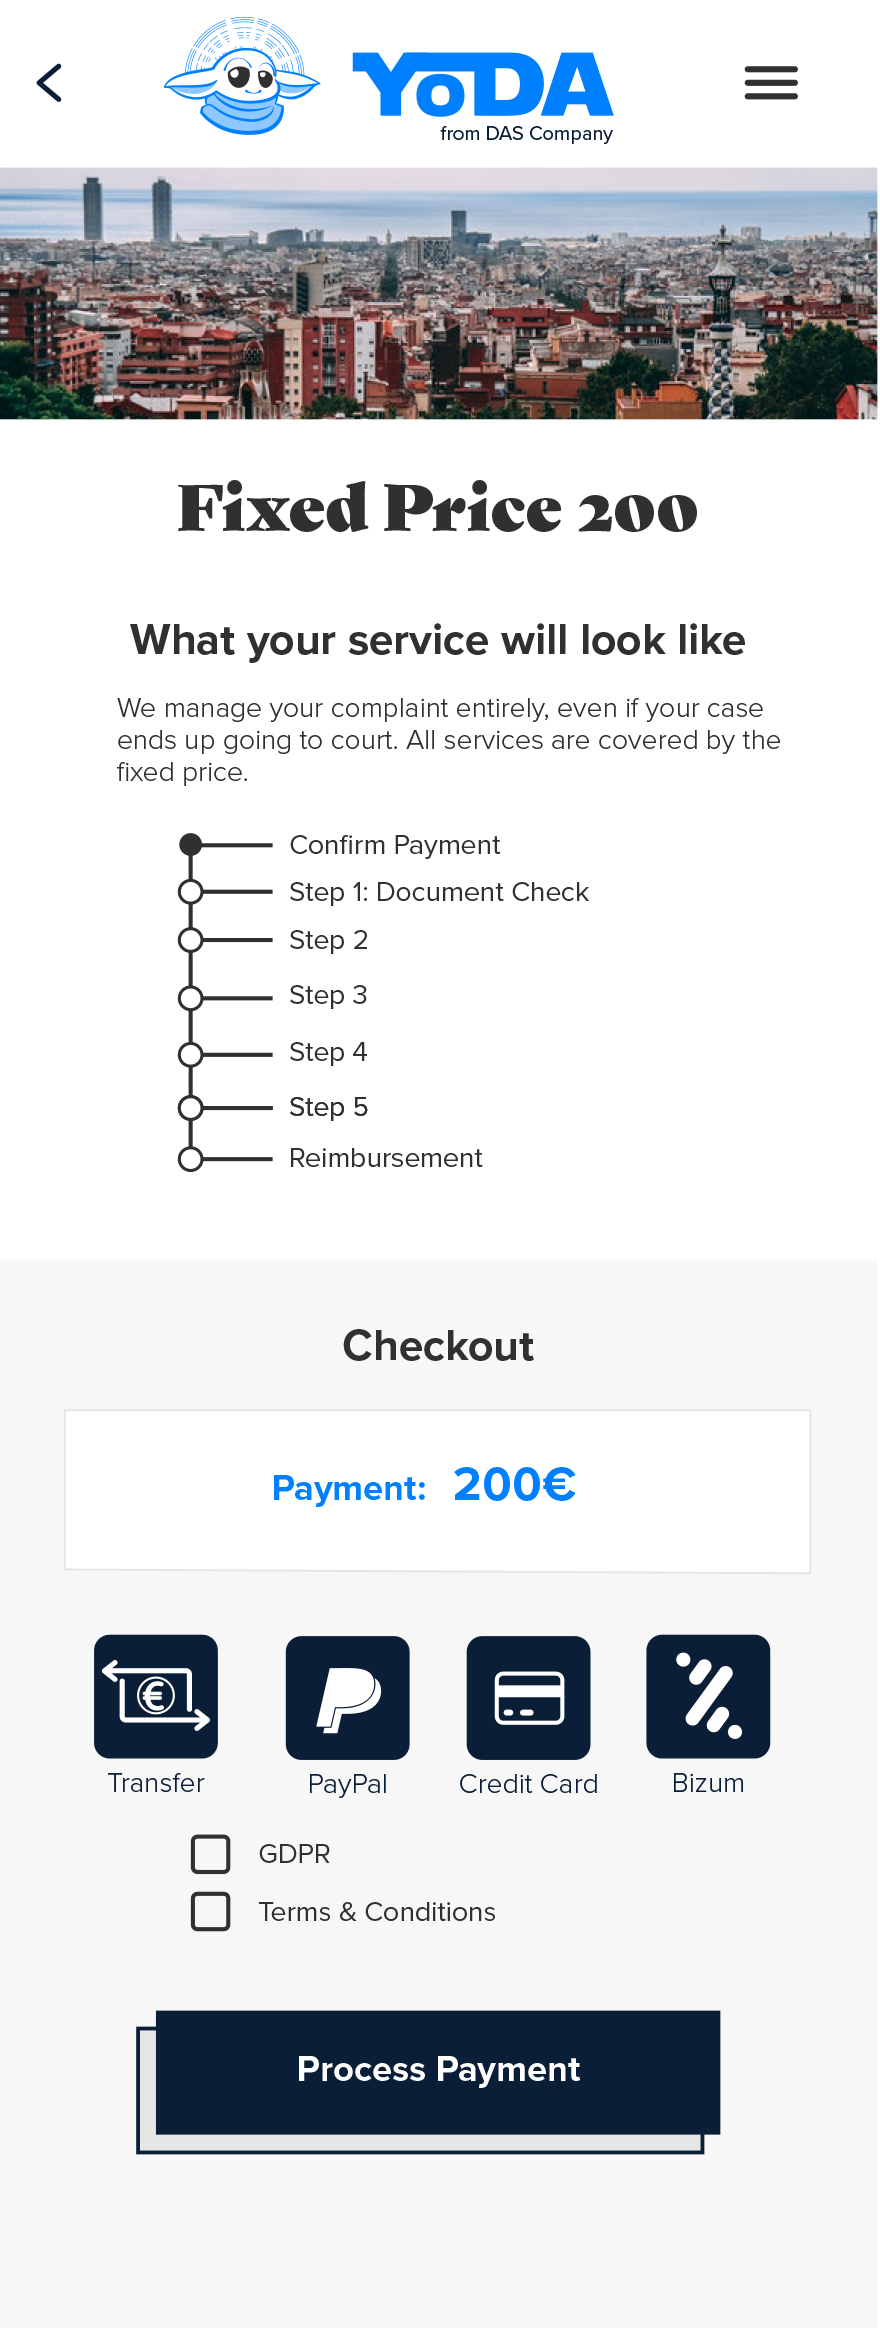 YoDA
from DAS Company
Fixed Price 200
What your service will look like
We manage your complaint entirely, even if your case
ends up going to court. All services are covered by the
fixed price.
Confirm Payment
Step 1: Document Check
Step 2
Step 3
Step 4
Step 5
Reimbursement
Checkout
Payment: 200€
€
Transfer PayPal Credit Card Bizum
GDPR
Terms & Conditions
Process Payment